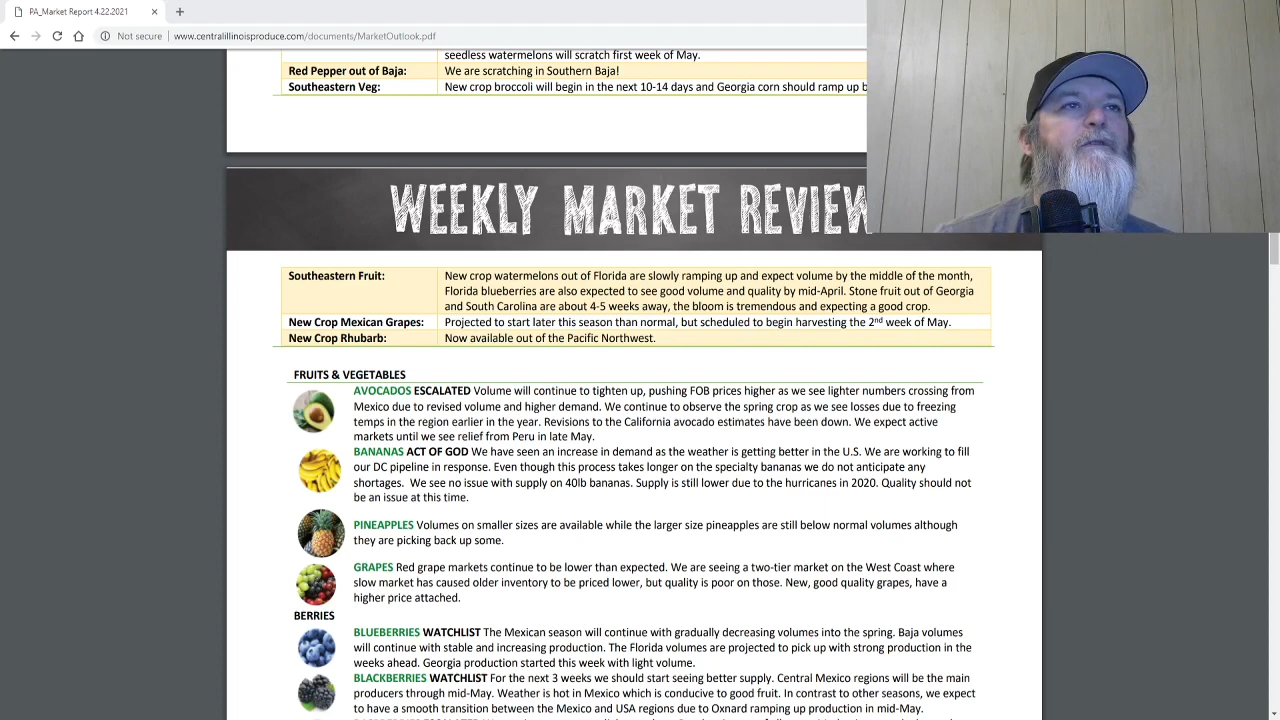 PA_Market Report 4.22.2021
Not secure | www.centralillinoisproduce.com/documents/MarketOutlook.pdf
seedless watermelons will scratch first week of May.
Red Pepper out of Baja: We are scratching in Southern Baja!
Southeastern Veg: New crop broccoli will begin in the next 10-14 days and Georgia corn should ramp up b
WEEKLY MARKET REVIEW
Southeastern Fruit: New crop watermelons out of Florida are slowly ramping up and expect volume by the middle of the month,
Florida blueberries are also expected to see good volume and quality by mid-April. Stone fruit out of Georgia
and South Carolina are about 4-5 weeks away, the bloom is tremendous and expecting a good crop.
New Crop Mexican Grapes: Projected to start later this season than normal, but scheduled to begin harvesting the 2nd week of May.
New Crop Rhubarb: Now available out of the Pacific Northwest.
FRUITS & VEGETABLES
AVOCADOS ESCALATED Volume will continue to tighten up, pushing FOB prices higher as we see lighter numbers crossing from
Mexico due to revised volume and higher demand. We continue to observe the spring crop as we see losses due to freezing
temps in the region earlier in the year. Revisions to the California avocado estimates have been down. We expect active
markets until we see relief from Peru in late May.
BANANAS ACT OF GOD We have seen an increase in demand as the weather is getting better in the U.S. We are working to fill
our DC pipeline in response. Even though this process takes longer on the specialty bananas we do not anticipate any
shortages. We see no issue with supply on 40lb bananas. Supply is still lower due to the hurricanes in 2020. Quality should not
be an issue at this time.
PINEAPPLES Volumes on smaller sizes are available while the larger size pineapples are still below normal volumes although
they are picking back up some.
GRAPES Red grape markets continue to be lower than expected. We are seeing a two-tier market on the West Coast where
slow market has caused older inventory to be priced lower, but quality is poor on those. New, good quality grapes, have a
higher price attached.
BERRIES
BLUEBERRIES WATCHLIST The Mexican season will continue with gradually decreasing volumes into the spring. Baja volumes
will continue with stable and increasing production. The Florida volumes are projected to pick up with strong production in the
weeks ahead. Georgia production started this week with light volume.
BLACKBERRIES WATCHLIST For the next 3 weeks we should start seeing better supply. Central Mexico regions will be the main
producers through mid-May. Weather is hot in Mexico which is conducive to good fruit. In contrast to other seasons, we expect
to have a smooth transition between the Mexico and USA regions due to Oxnard ramping up production in mid-May.